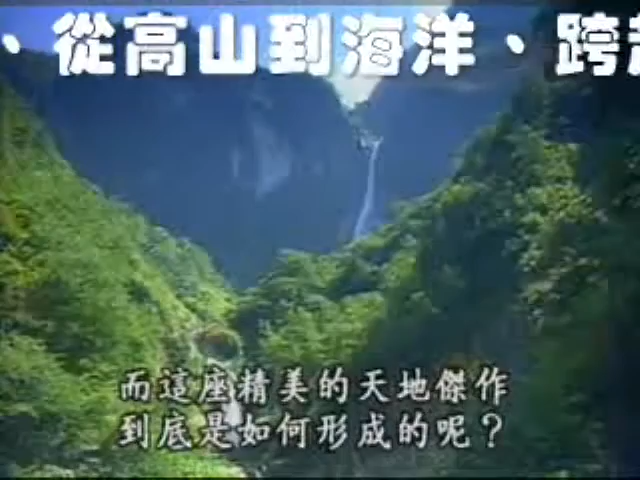 、從高山到海洋、跨
而這座精美的天地傑作
到底是如何形成的呢？